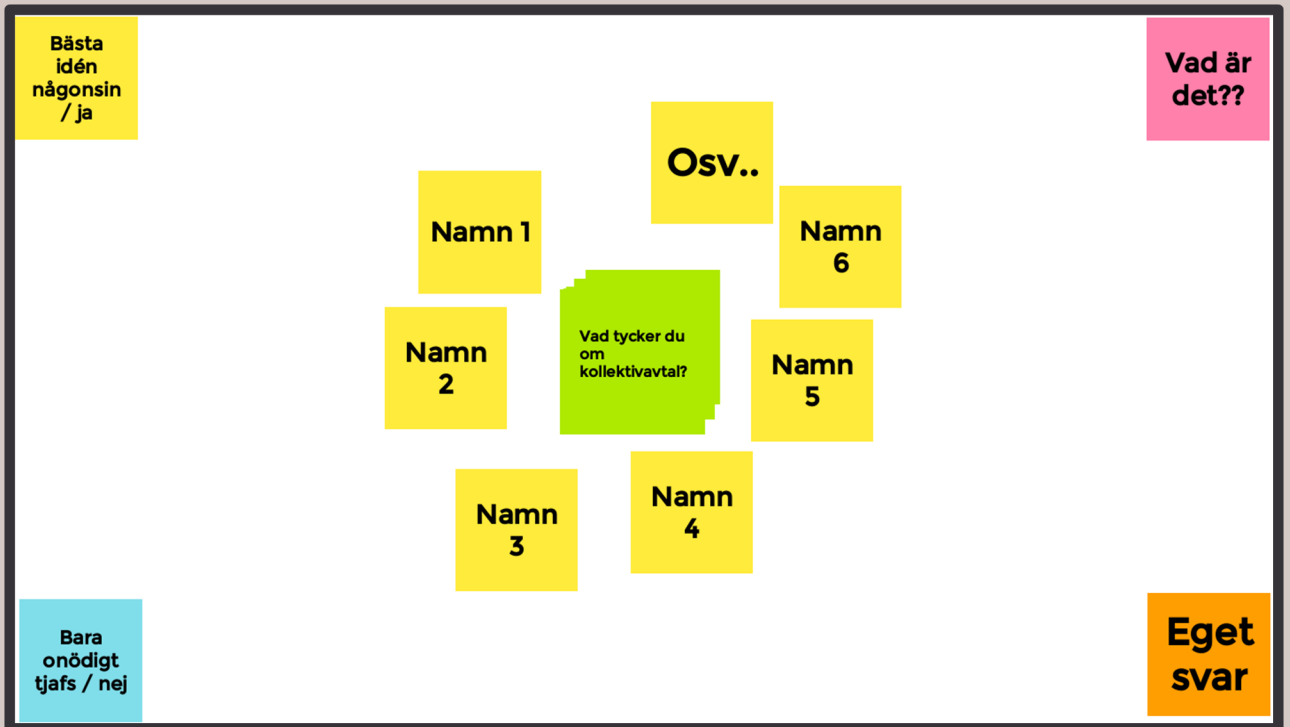 Bästa
idén
någonsin
/ ja
Vad är
det??
Osv..
Namn 1
Namn
6
Vad tycker du
om
kollektivavtal?
Namn
2
Namn
5
Namn
3
Namn
4
Bara
onödigt
tjafs / nej
Eget
svar